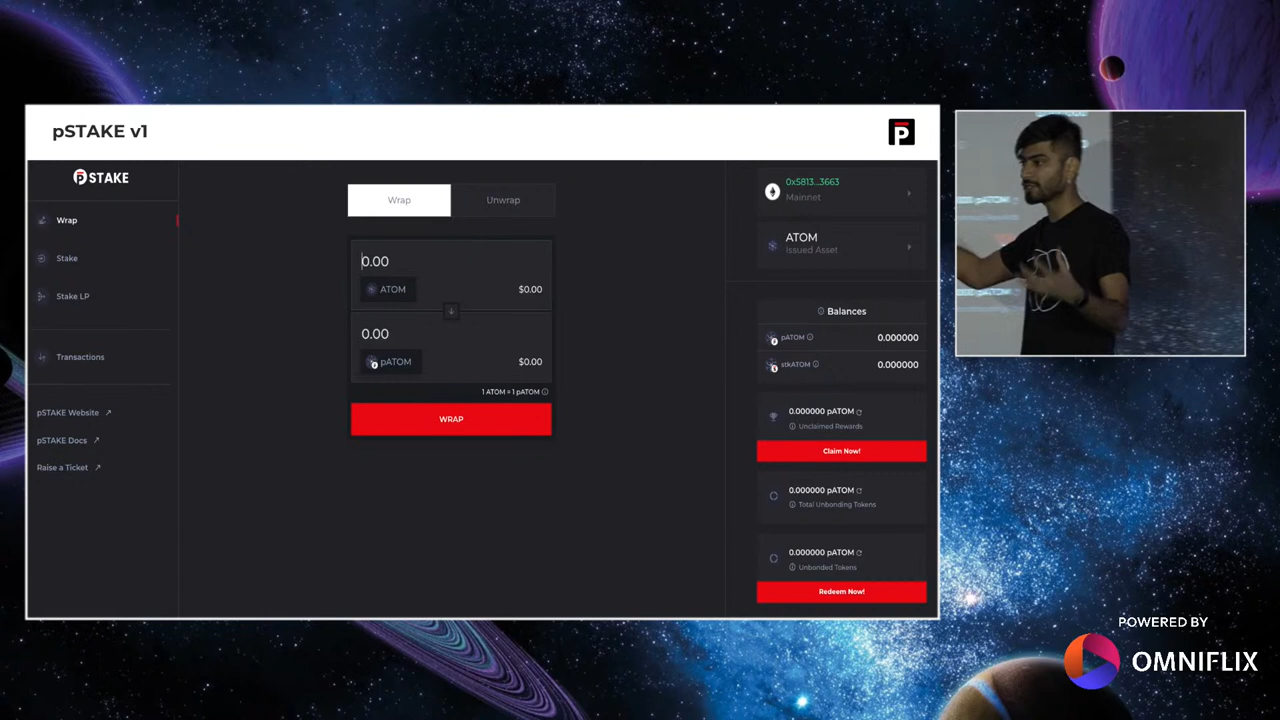 pSTAKE v1
P
PSTAKE
Wrap
Stake
Stake LP
Transactions
pSTAKE Website
pSTAKE Docs
Raise a Ticket
Wrap
Unwrap
0.00
ATOM
$0.00
0.00
pATOM
$0.00
1 ATOM = 1 pATOM
WRAP
0x5813...3663
Mainnet
ATOM
Issued Asset
Balances
pATOM
0.000000
stkATOM
0.000000
0.000000 pATOM
Unclaimed Rewards
Claim Now!
0.000000 pATOM
Total Unbonding Tokens
0.000000 pATOM
Unbonded Tokens
Redeem Now!
POWERED BY
OMNIFLIX